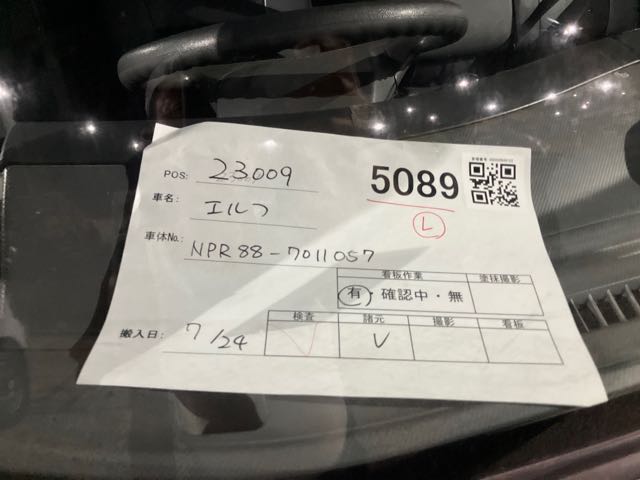 POS: 23009
5089
車名: エルフ
L
車体No.: NPR88-7011057
看板作業 塗抹撮影
有・確認中・無
検査 諸元 撮影 看板
搬入日: 7/24 ✓ ✓